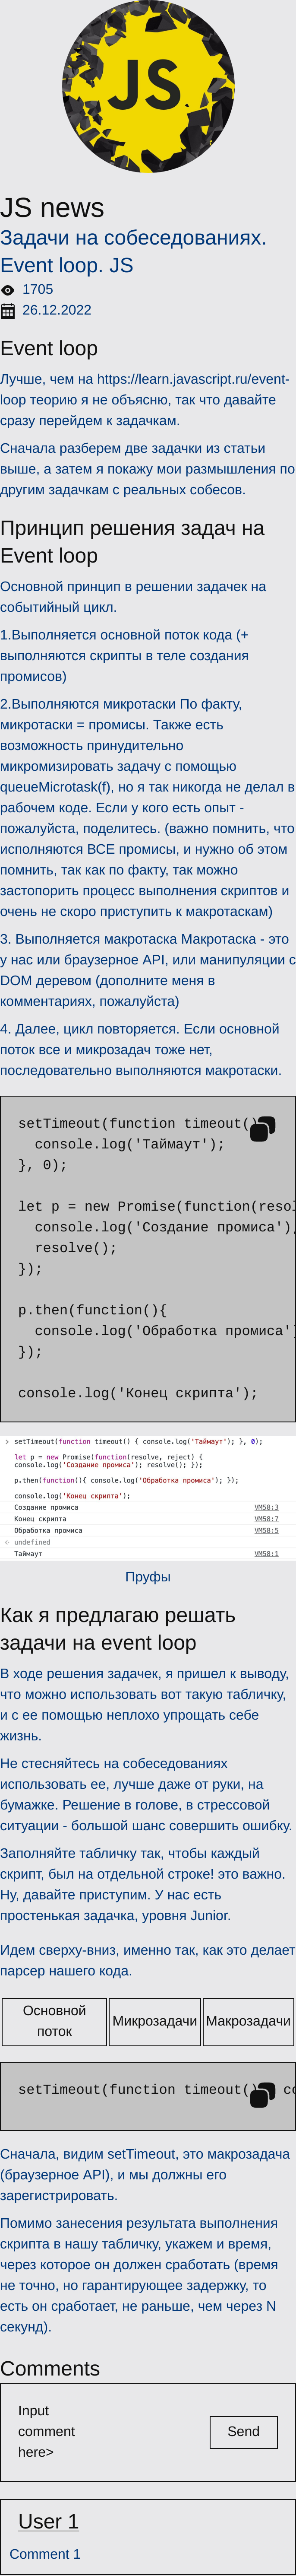 JS
JS news
Задачи на собеседованиях.
Event loop. JS
1705
26.12.2022
Event loop
Лучше, чем на https://learn.javascript.ru/event-
loop теорию я не объясню, так что давайте
сразу перейдем к задачкам.
Сначала разберем две задачки из статьи
выше, а затем я покажу мои размышления по
другим задачкам с реальных собесов.
Принцип решения задач на
Event loop
Основной принцип в решении задачек на
событийный цикл.
1.Выполняется основной поток кода (+
выполняются скрипты в теле создания
промисов)
2.Выполняются микротаски По факту,
микротаски = промисы. Также есть
возможность принудительно
микромизировать задачу с помощью
queueMicrotask(f), но я так никогда не делал в
рабочем коде. Если у кого есть опыт -
пожалуйста, поделитесь. (важно помнить, что
исполняются ВСЕ промисы, и нужно об этом
помнить, так как по факту, так можно
застопорить процесс выполнения скриптов и
очень не скоро приступить к макротаскам)
3. Выполняется макротаска Макротаска - это
у нас или браузерное API, или манипуляции с
DOM деревом (дополните меня в
комментариях, пожалуйста)
4. Далее, цикл повторяется. Если основной
поток все и микрозадач тоже нет,
последовательно выполняются макротаски.
setTimeout(function timeout()
console.log('Таймаут');
}, 0);
let p = new Promise(function(resol
console.log('Создание промиса');
resolve();
});
p.then(function(){
console.log('Обработка промиса')
});
console.log('Конец скрипта');
> setTimeout(function timeout() { console.log('Таймаут'); }, 0);
let p = new Promise(function(resolve, reject) {
console.log('Создание промиса'); resolve(); });
p.then(function(){ console.log('Обработка промиса'); });
console.log('Конец скрипта');
Создание промиса VM58:3
Конец скрипта VM58:7
Обработка промиса VM58:5
undefined
Таймаут VM58:1
Пруфы
Как я предлагаю решать
задачи на event loop
В ходе решения задачек, я пришел к выводу,
что можно использовать вот такую табличку,
и с ее помощью неплохо упрощать себе
жизнь.
Не стесняйтесь на собеседованиях
использовать ее, лучше даже от руки, на
бумажке. Решение в голове, в стрессовой
ситуации - большой шанс совершить ошибку.
Заполняйте табличку так, чтобы каждый
скрипт, был на отдельной строке! это важно.
Ну, давайте приступим. У нас есть
простенькая задачка, уровня Junior.
Идем сверху-вниз, именно так, как это делает
парсер нашего кода.
Основной
поток
Микрозадачи
Макрозадачи
setTimeout(function timeout() co
Сначала, видим setTimeout, это макрозадача
(браузерное API), и мы должны его
зарегистрировать.
Помимо занесения результата выполнения
скрипта в нашу табличку, укажем и время,
через которое он должен сработать (время
не точно, но гарантирующее задержку, то
есть он сработает, не раньше, чем через N
секунд).
Comments
Input
comment
here>
Send
User 1
Comment 1